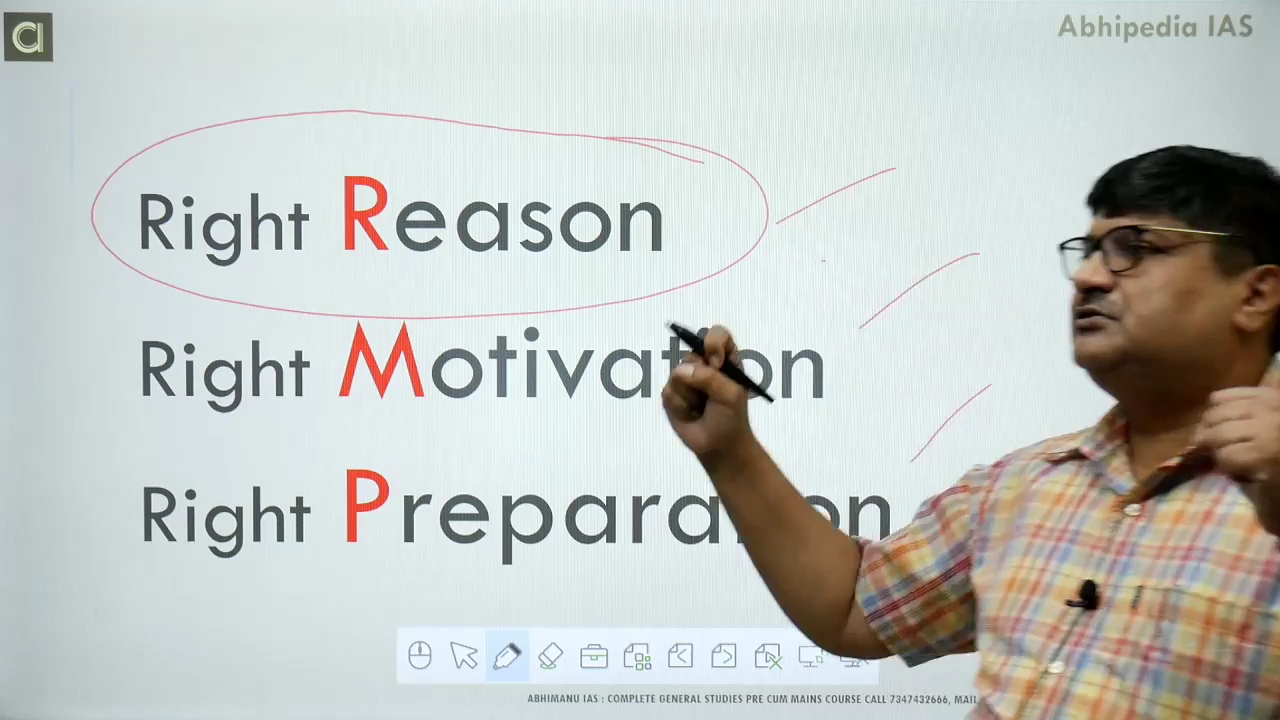 Abhipedia IAS
Right Reason
Right Motivation
Right Preparation
ABHIMANU IAS : COMPLETE GENERAL STUDIES PRE CUM MAINS COURSE CALL 7347432666, MAIL